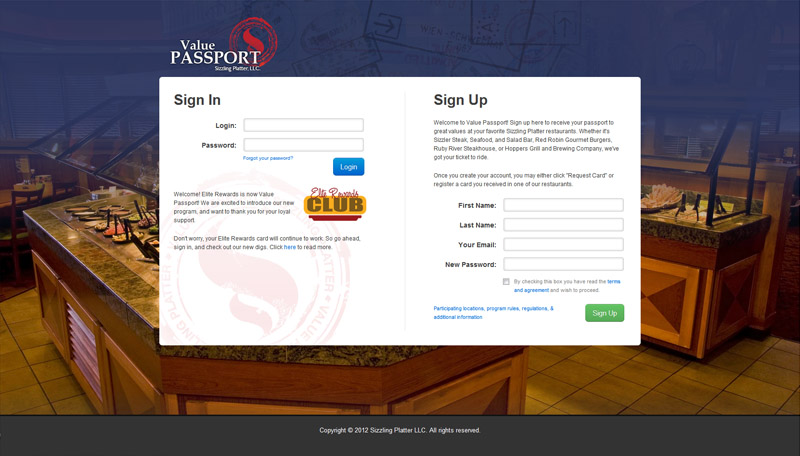 Value
PASSPORT
Sizzling Platter, LLC.
Sign In
Login:
Password:
Forgot your password?
Login
Welcome! Elite Rewards is now Value
Passport! We are excited to introduce our new
program, and want to thank you for your loyal
support.
Elite Rewards
CLUB
Don't worry, your Elite Rewards card will continue to work. So go ahead,
sign in, and check out our new digs. Click here to read more.
Sign Up
Welcome to Value Passport! Sign up here to receive your passport to
great values at your favorite Sizzling Platter restaurants. Whether it's
Sizzler Steak, Seafood, and Salad Bar, Red Robin Gourmet Burgers,
Ruby River Steakhouse, or Hoppers Grill and Brewing Company, we've
got your ticket to ride.
Once you create your account, you may either click "Request Card" or
register a card you received in one of our restaurants.
First Name:
Last Name:
Your Email:
New Password:
By checking this box you have read the terms
and agreement and wish to proceed.
Participating locations, program rules, regulations, &
additional information
Sign Up
Copyright © 2012 Sizzling Platter LLC. All rights reserved.